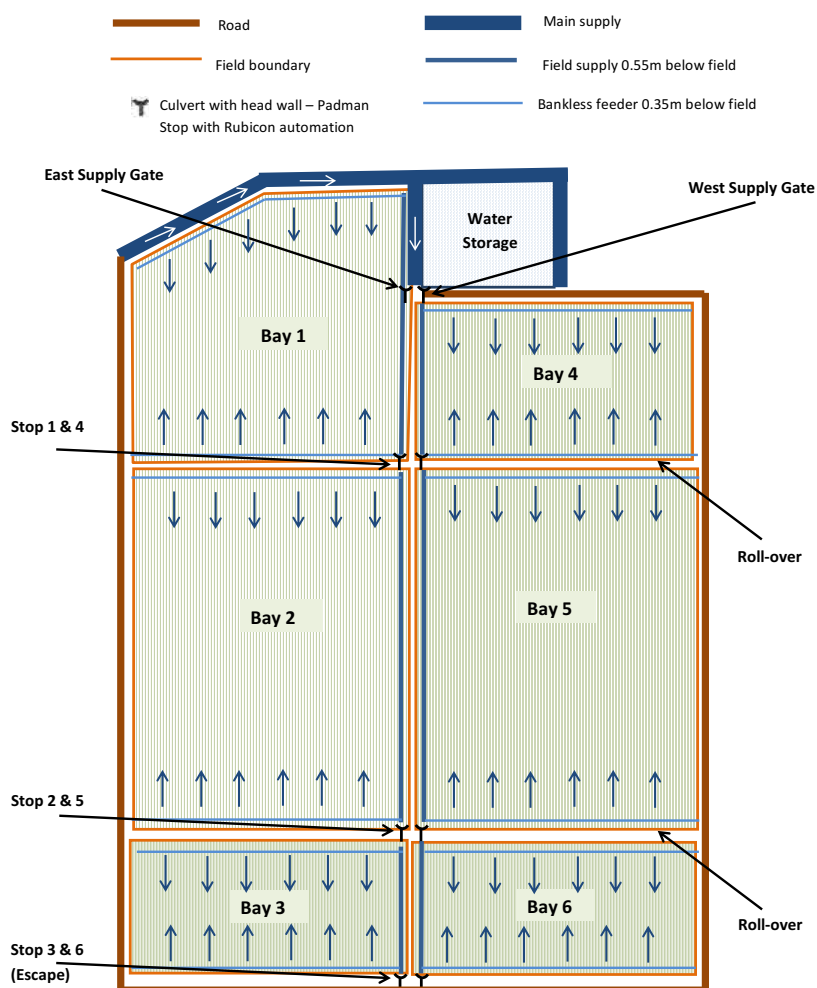 Road
Main supply
Field boundary
Field supply 0.55m below field
Culvert with head wall – Padman
Stop with Rubicon automation
Bankless feeder 0.35m below field
East Supply Gate
West Supply Gate
Water
Storage
Bay 1
Bay 4
Stop 1 & 4
Roll-over
Bay 2
Bay 5
Stop 2 & 5
Bay 3
Bay 6
Roll-over
Stop 3 & 6
(Escape)